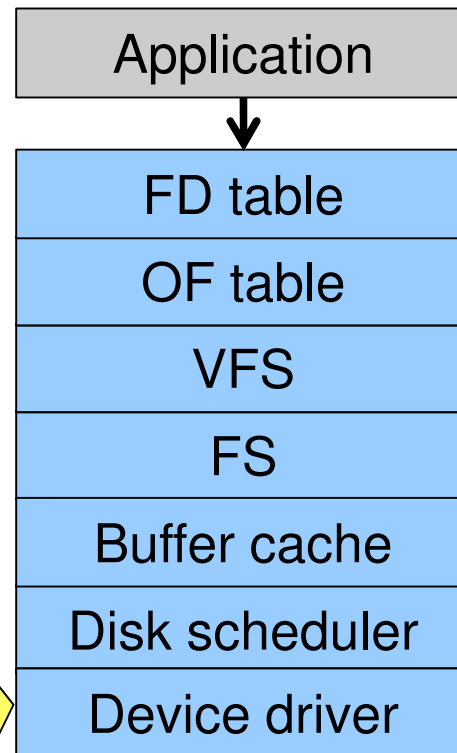 Application
FD table
OF table
VFS
FS
Buffer cache
Disk scheduler
Device driver